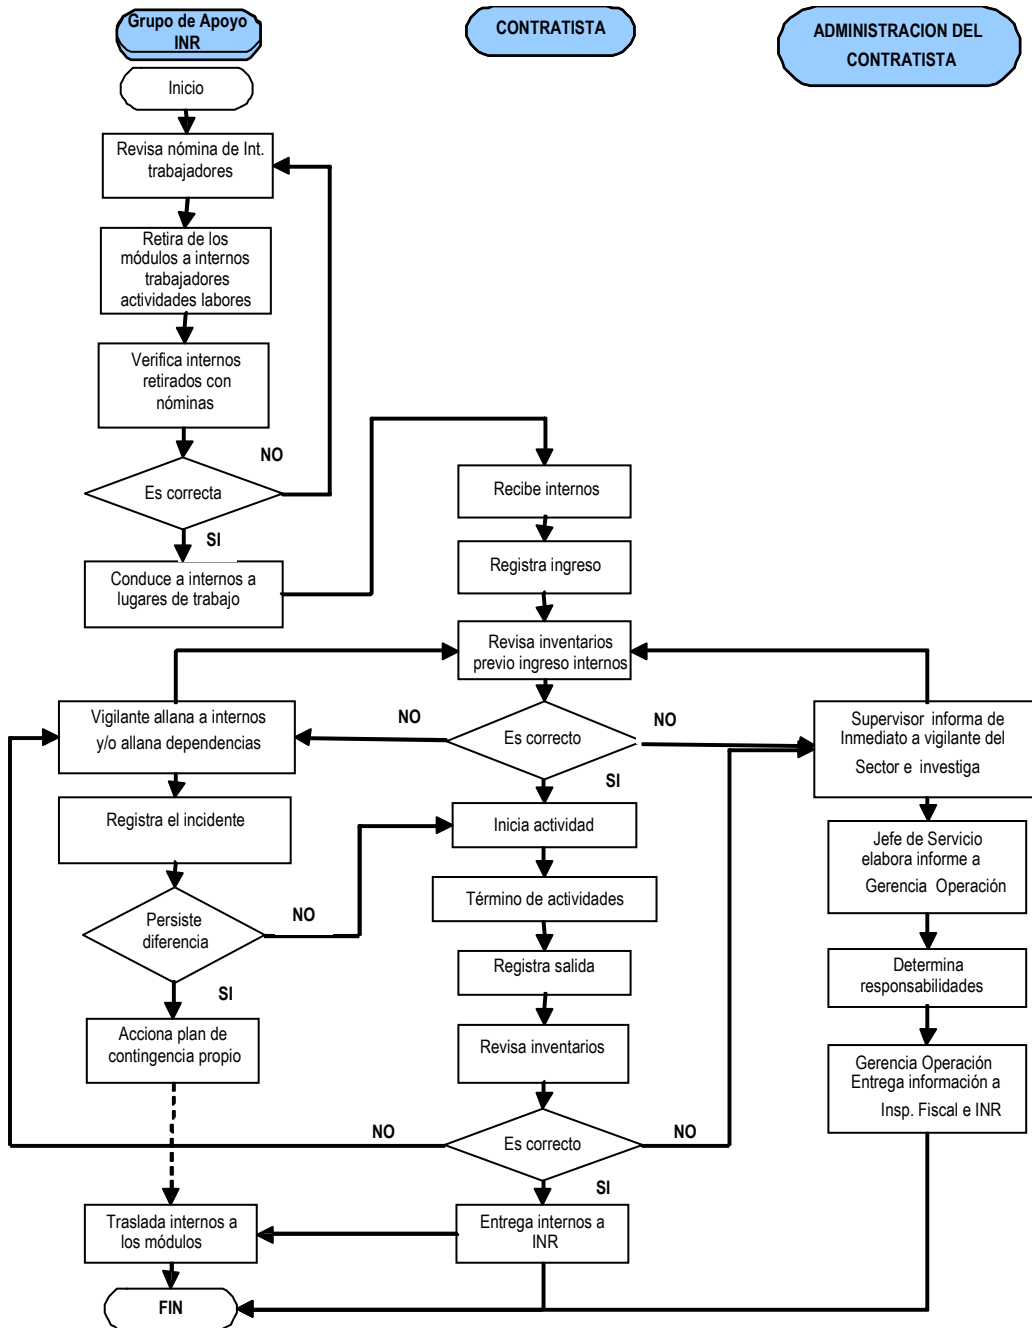 Grupo de Apoyo
INR
CONTRATISTA
ADMINISTRACION DEL
CONTRATISTA
Inicio
Revisa nómina de Int.
trabajadores
Retira de los
módulos a internos
trabajadores
actividades labores
Verifica internos
retirados con
nóminas
NO
Es correcta
SI
Conduce a internos a
lugares de trabajo
Recibe internos
Registra ingreso
Revisa inventarios
previo ingreso internos
Vigilante allana a internos
y/o allana dependencias
NO
Es correcto
NO
SI
Supervisor informa de
Inmediato a vigilante del
Sector e investiga
Registra el incidente
Inicia actividad
Jefe de Servicio
elabora informe a
Gerencia Operación
Persiste
diferencia
NO
SI
Término de actividades
Registra salida
Determina
responsabilidades
Acciona plan de
contingencia propio
Revisa inventarios
Gerencia Operación
Entrega información a
Insp. Fiscal e INR
NO
Es correcto
NO
SI
Traslada internos a
los módulos
Entrega internos a
INR
FIN